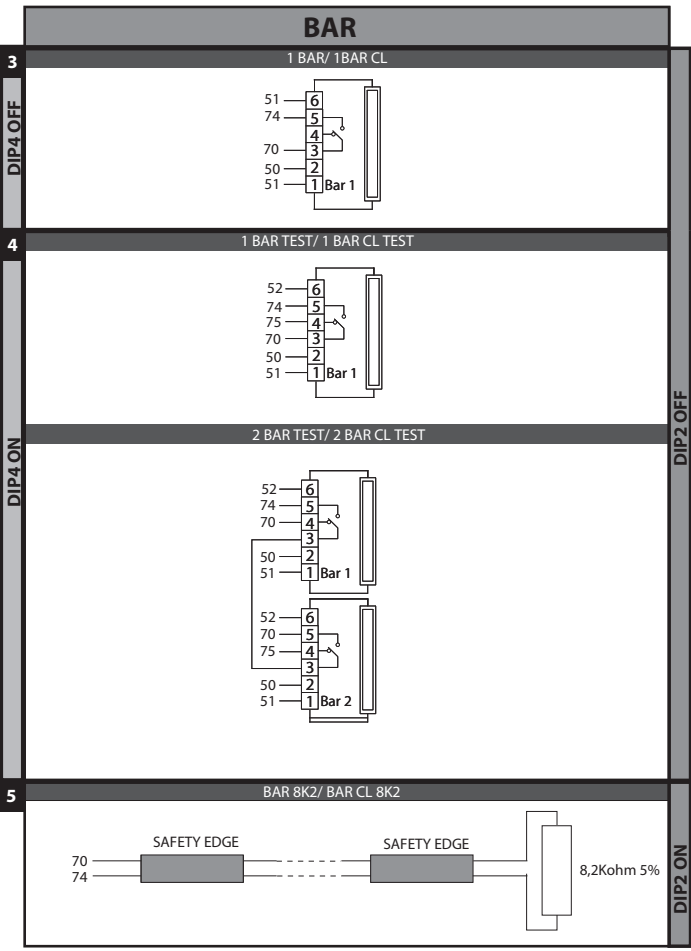 BAR
3
1 BAR/ 1BAR CL
DIP4 OFF
51 6
74 5
4
70 3
50 2
51 1 Bar 1
4
1 BAR TEST/ 1 BAR CL TEST
DIP4 ON
DIP2 OFF
52 6
74 5
75 4
70 3
50 2
51 1 Bar 1
2 BAR TEST/ 2 BAR CL TEST
52 6
74 5
70 4
3
50 2
51 1 Bar 1
52 6
70 5
75 4
3
50 2
51 1 Bar 2
5
BAR 8K2/ BAR CL 8K2
DIP2 ON
SAFETY EDGE SAFETY EDGE
70
74
8,2Kohm 5%